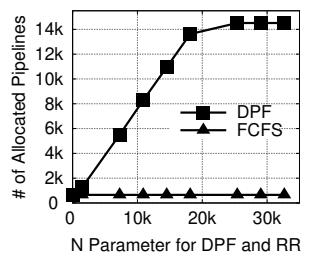 # of Allocated Pipelines
14k
12k
10k
8k
6k
4k
2k
0
DPF
FCFS
0 10k 20k 30k
N Parameter for DPF and RR